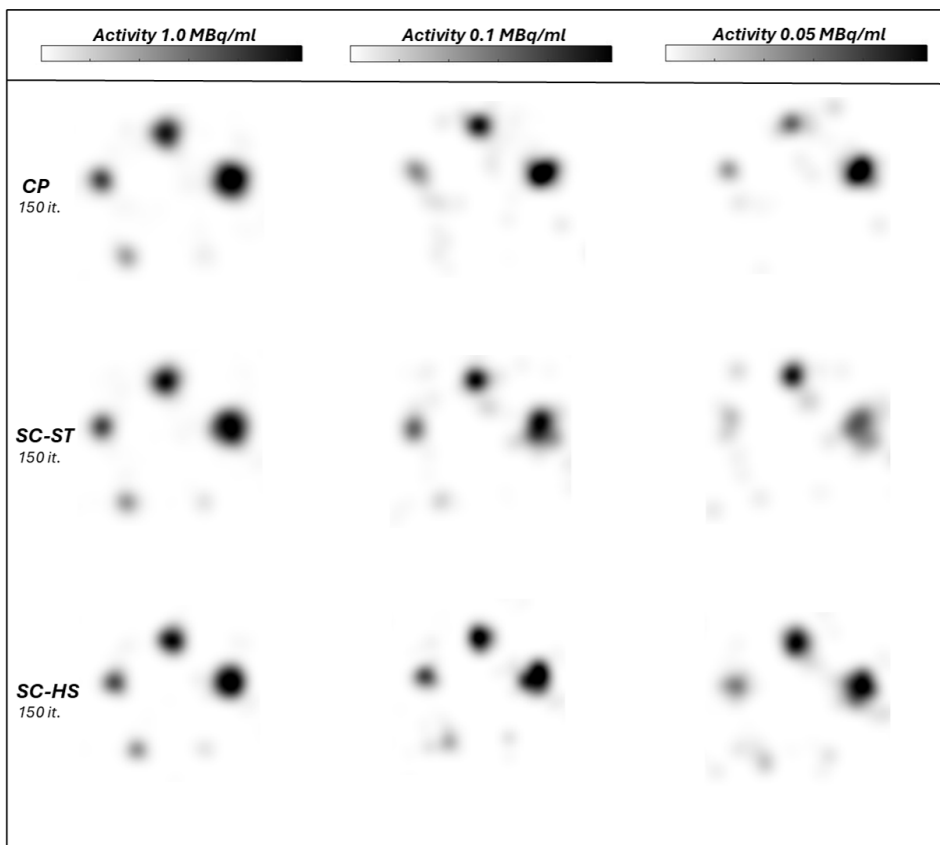 Activity 1.0 MBq/ml
Activity 0.1 MBq/ml
Activity 0.05 MBq/ml
CP
150 it.
SC-ST
150 it.
SC-HS
150 it.